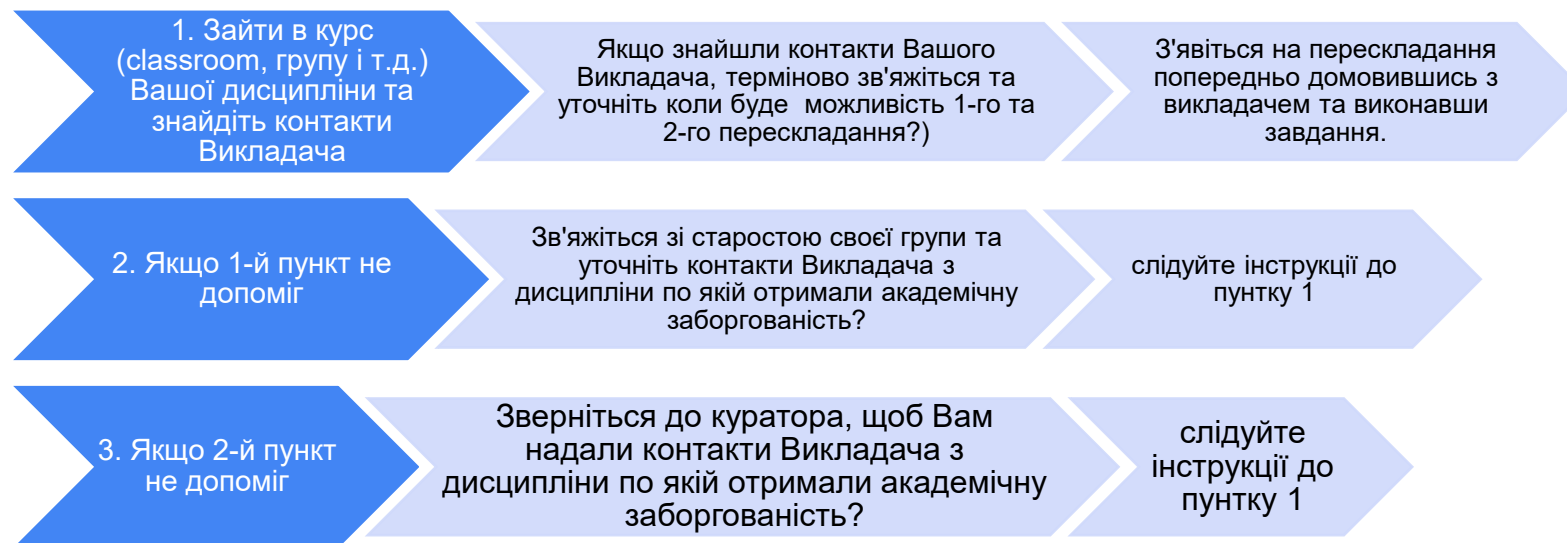 1. Зайти в курс
(classroom, групу і т.д.)
Вашої дисципліни та
знайдіть контакти
Викладача
Якщо знайшли контакти Вашого
Викладача, терміново зв'яжіться та
уточніть коли буде  можливість 1-го та
2-го перескладання?)
З'явіться на перескладання
попередньо домовившись з
викладачем та виконавши
завдання.
2. Якщо 1-й пункт не
допоміг
Зв'яжіться зі старостою своєї групи та
уточніть контакти Викладача з
дисципліни по якій отримали академічну
заборгованість?
слідуйте інструкції до
пунтку 1
3. Якщо 2-й пункт
не допоміг
Зверніться до куратора, щоб Вам
надали контакти Викладача з
дисципліни по якій отримали академічну
заборгованість?
слідуйте
інструкції до
пунтку 1